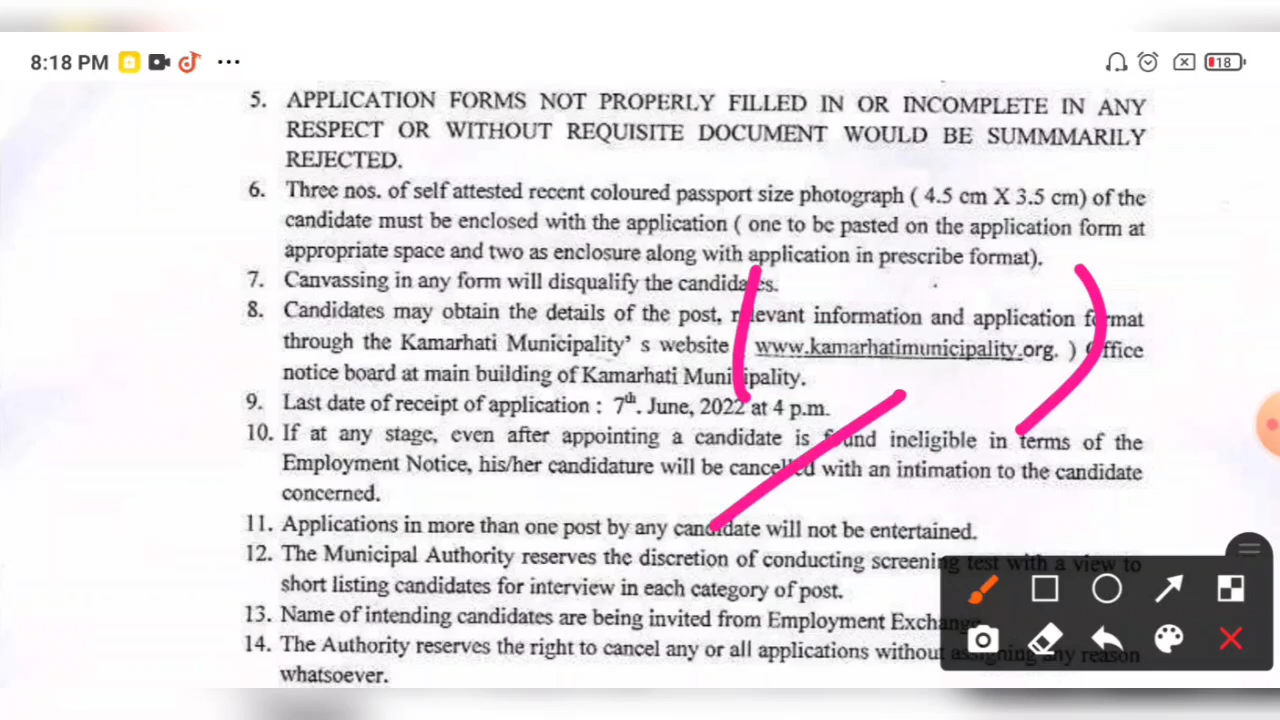 8:18 PM
18
5. APPLICATION FORMS NOT PROPERLY FILLED IN OR INCOMPLETE IN ANY
RESPECT OR WITHOUT REQUISITE DOCUMENT WOULD BE SUMMMARILY
REJECTED.
6. Three nos. of self attested recent coloured passport size photograph ( 4.5 cm X 3.5 cm) of the
candidate must be enclosed with the application ( one to be pasted on the application form at
appropriate space and two as enclosure along with application in prescribe format).
7. Canvassing in any form will disqualify the candidates.
8. Candidates may obtain the details of the post, relevant information and application format
through the Kamarhati Municipality' s website ( www.kamarhatimunicipality.org. ) Office
notice board at main building of Kamarhati Municipality.
9. Last date of receipt of application : 7th. June, 2022 at 4 p.m.
10. If at any stage, even after appointing a candidate is found ineligible in terms of the
Employment Notice, his/her candidature will be cancelled with an intimation to the candidate
concerned.
11. Applications in more than one post by any candidate will not be entertained.
12. The Municipal Authority reserves the discretion of conducting screening test with a view to
short listing candidates for interview in each category of post.
13. Name of intending candidates are being invited from Employment Exchange.
14. The Authority reserves the right to cancel any or all applications without assigning any reason
whatsoever.